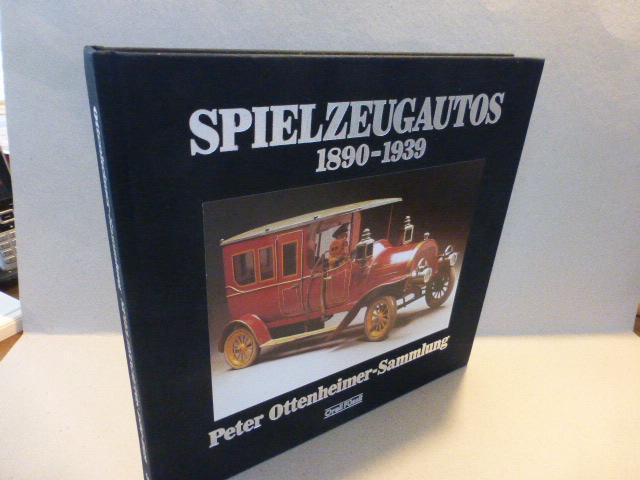 SPIELZEUGAUTOS
1890-1939
Peter Ottenheimer-Sammlung
Orell Füssli